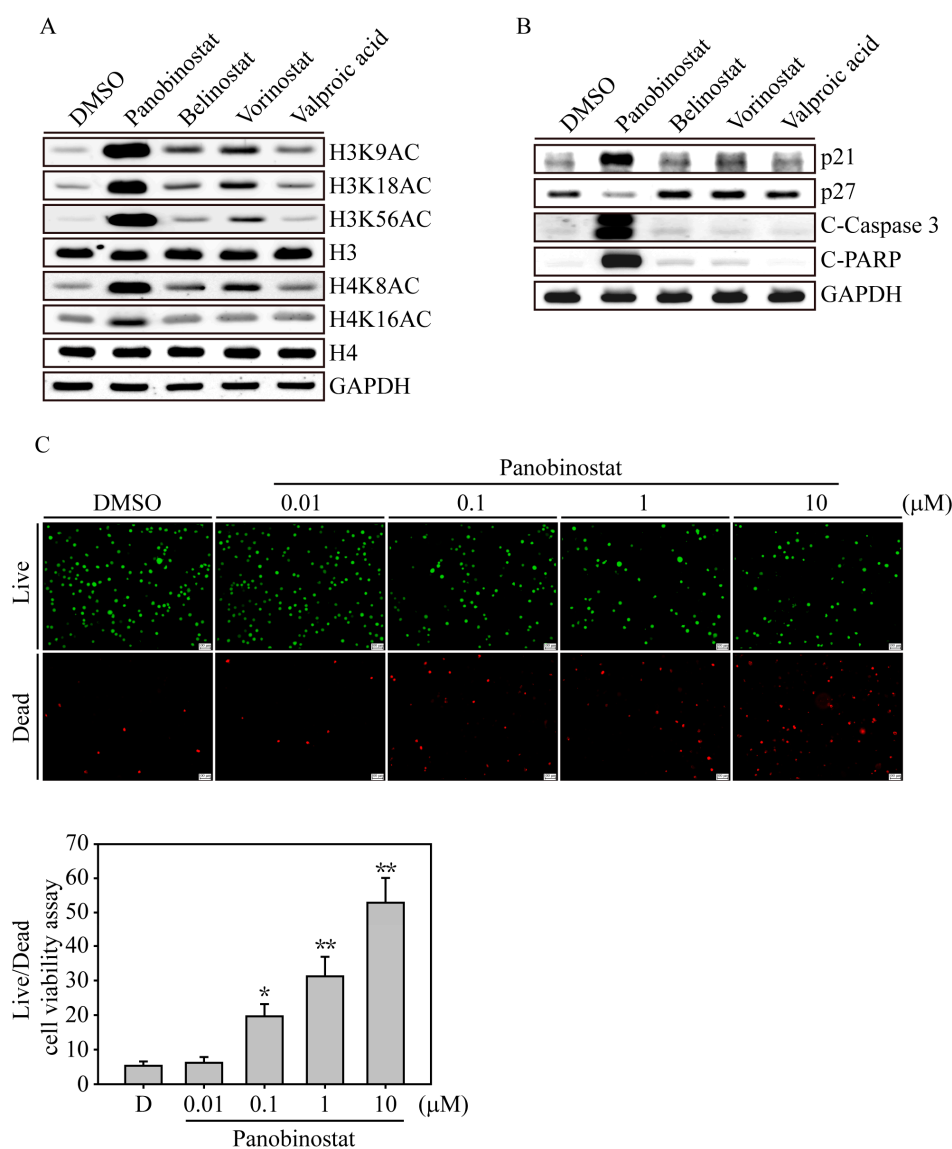 A
DMSO
Panobinostat
Belinostat
Vorinostat
Valproic acid
H3K9AC
H3K18AC
H3K56AC
H3
H4K8AC
H4K16AC
H4
GAPDH
B
DMSO
Panobinostat
Belinostat
Vorinostat
Valproic acid
p21
p27
C-Caspase 3
C-PARP
GAPDH
C
Panobinostat
DMSO 0.01 0.1 1 10 (μM)
Live
Dead
Live/Dead
cell viability assay
70
60
50
40
30
20
10
0
D 0.01 0.1 1 10 (μM)
Panobinostat
*
**
**